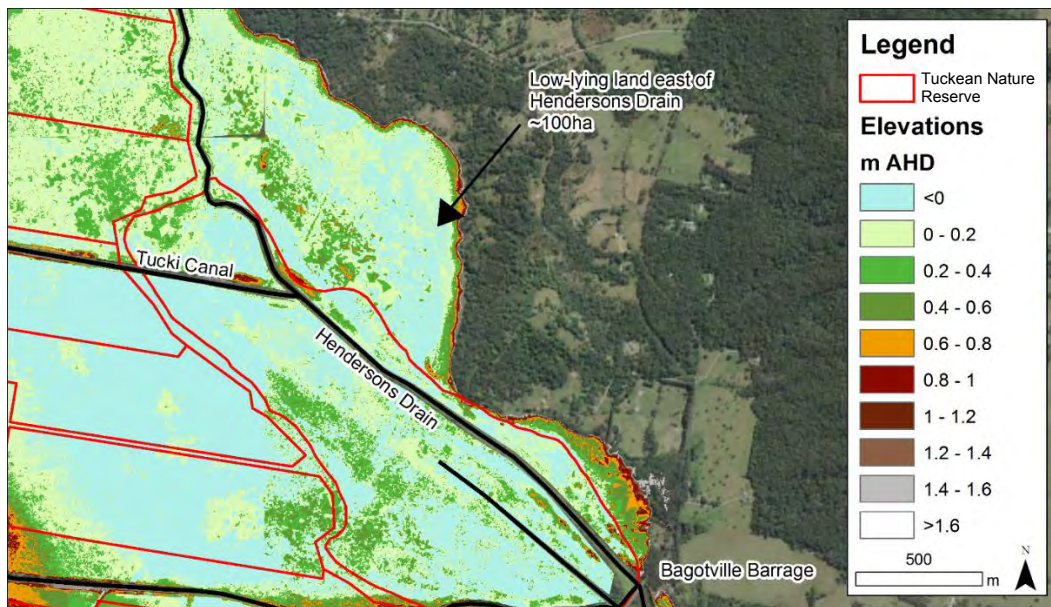 Low-lying land east of
Hendersons Drain
~100ha
Tucki Canal
Hendersons Drain
Bagotville Barrage
Legend
Tuckean Nature
Reserve
Elevations
m AHD
<0
0 - 0.2
0.2 - 0.4
0.4 - 0.6
0.6 - 0.8
0.8 - 1
1 - 1.2
1.2 - 1.4
1.4 - 1.6
>1.6
500
m
N